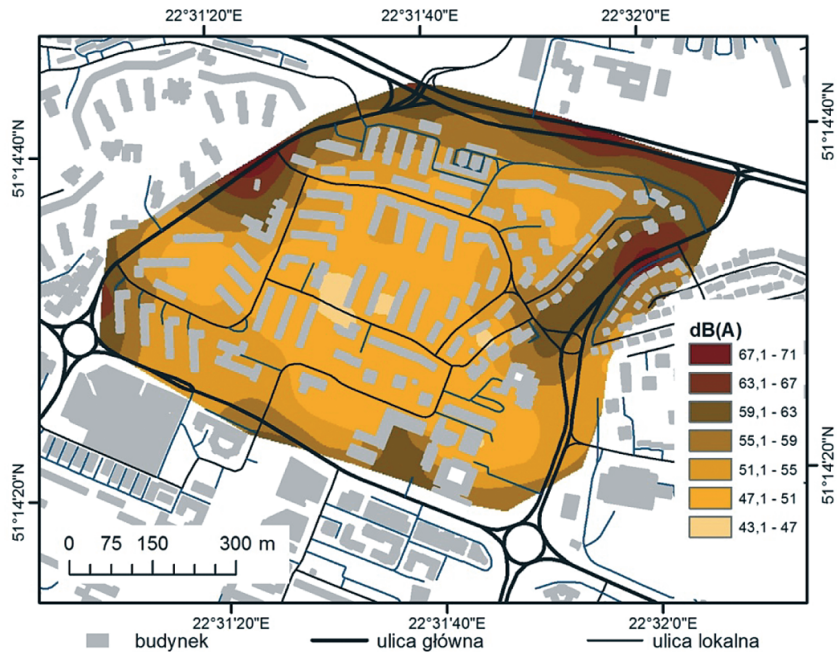 22°31'20"E 22°31'40"E 22°32'0"E
51°14'40"N
51°14'40"N
dB(A)
67,1 - 71
63,1 - 67
59,1 - 63
55,1 - 59
51,1 - 55
47,1 - 51
43,1 - 47
51°14'20"N
51°14'20"N
0 75 150 300 m
22°31'20"E 22°31'40"E 22°32'0"E
budynek ulica główna ulica lokalna